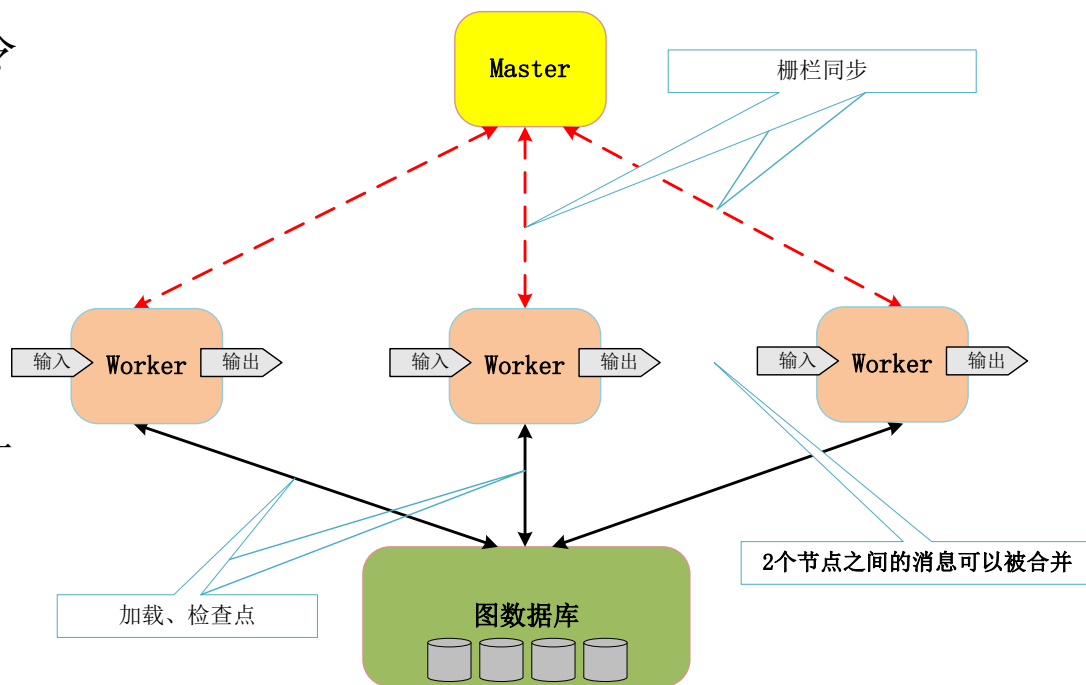 Master
栅栏同步
输入
Worker
输出
输入
Worker
输出
输入
Worker
输出
2个节点之间的消息可以被合并
加载、检查点
图数据库